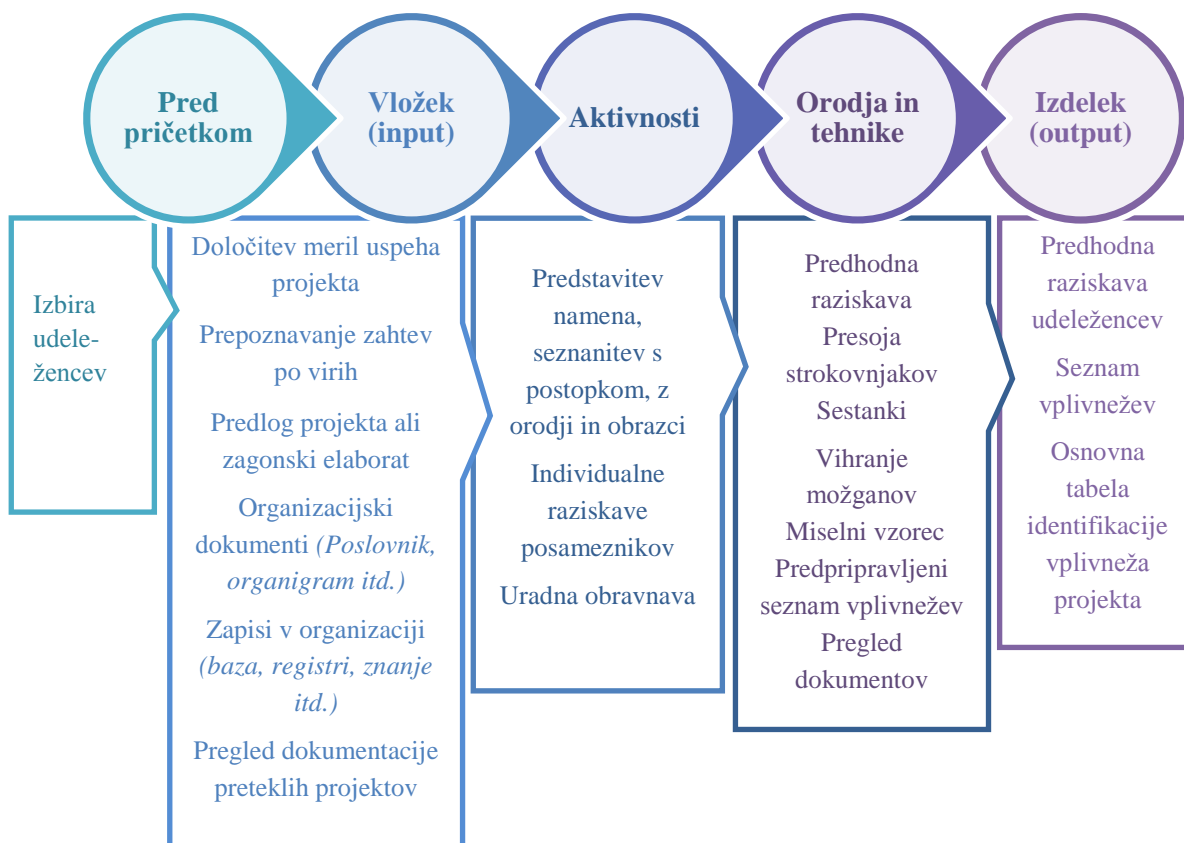 Pred
pričetkom
Vložek
(input)
Aktivnosti
Orodja in
tehnike
Izdelek
(output)
Izbira
udele-
žencev
Določitev meril uspeha
projekta
Prepoznavanje zahtev
po virih
Predlog projekta ali
zagonski elaborat
Organizacijski
dokumenti (Poslovnik,
organigram itd.)
Zapisi v organizaciji
(baza, registri, znanje
itd.)
Pregled dokumentacije
preteklih projektov
Predstavitev
namena,
seznanitev s
postopkom, z
orodji in obrazci
Individualne
raziskave
posameznikov
Uradna obravnava
Predhodna
raziskava
Presoja
strokovnjakov
Sestanki
Vihranje
možganov
Miselni vzorec
Predpripravljeni
seznam vplivnežev
Pregled
dokumentov
Predhodna
raziskava
udeležencev
Seznam
vplivnežev
Osnovna
tabela
identifikacije
vplivneža
projekta